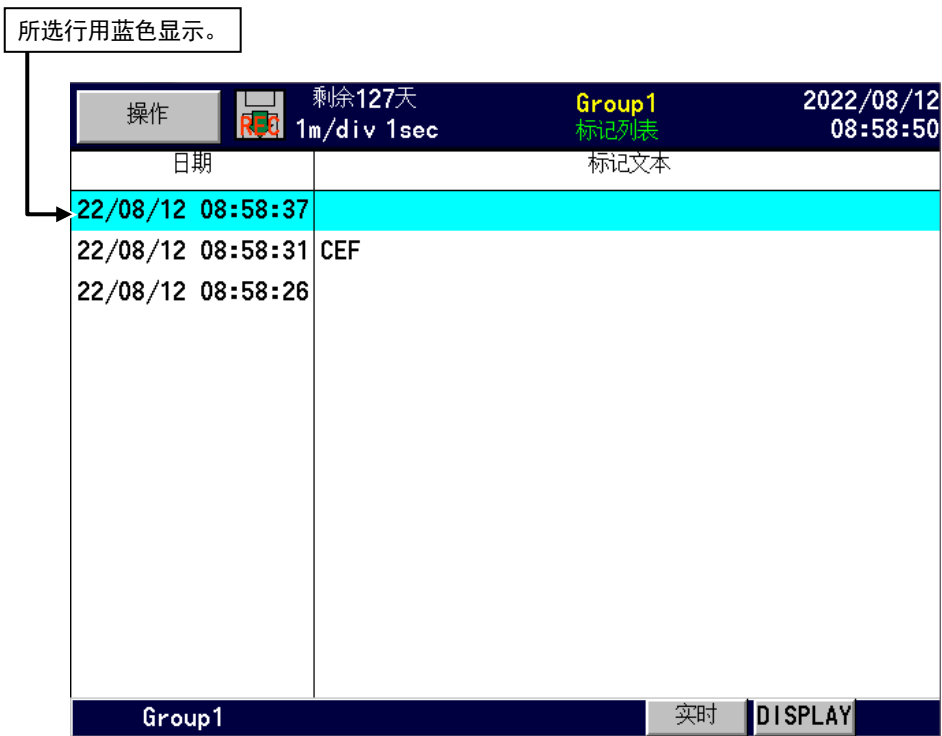 所选行用蓝色显示。
操作 REC 剩余127天 Group1 2022/08/12
1m/div 1sec 标记列表 08:58:50
日期 标记文本
22/08/12 08:58:37
22/08/12 08:58:31 CEF
22/08/12 08:58:26
Group1 实时 DISPLAY